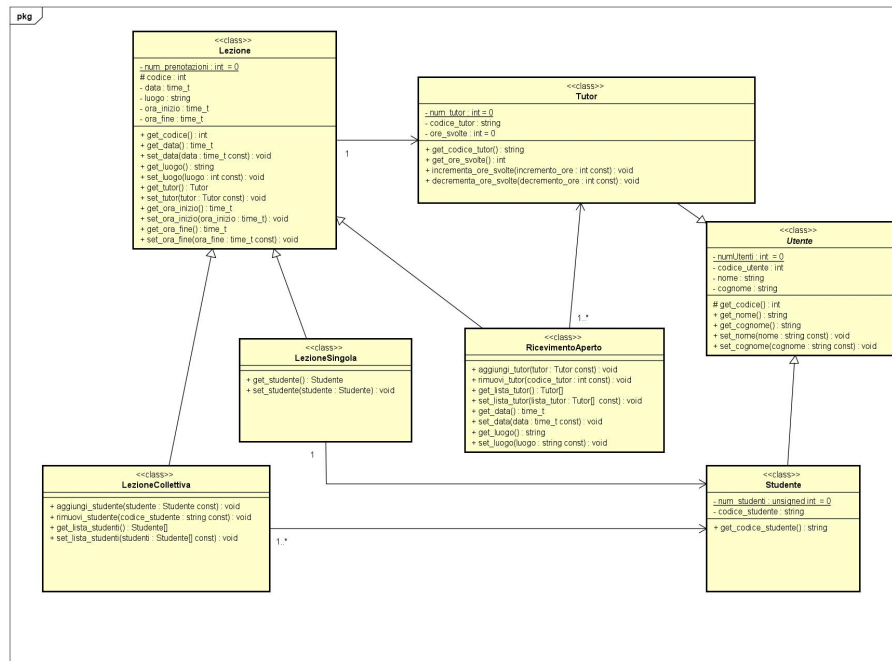 pkg
<<class>>
Lezione
- num_prenotazioni : int = 0
# codice : int
- data : time_t
- luogo : string
- ora_inizio : time_t
- ora_fine : time_t
+ get_codice() : int
+ get_data() : time_t
+ set_data(data : time_t const) : void
+ get_luogo() : string
+ set_luogo(luogo : int const) : void
+ get_tutor() : Tutor
+ set_tutor(tutor : Tutor const) : void
+ get_ora_inizio() : time_t
+ set_ora_inizio(ora_inizio : time_t) : void
+ get_ora_fine() : time_t
+ set_ora_fine(ora_fine : time_t const) : void
1
<<class>>
Tutor
- num_tutor : int = 0
- codice_tutor : string
- ore_svolte : int = 0
+ get_codice_tutor() : string
+ get_ore_svolte() : int
+ incrementa_ore_svolte(incremento_ore : int const) : void
+ decrementa_ore_svolte(decremento_ore : int const) : void
<<class>>
Utente
- numUtenti : int = 0
- codice_utente : int
- nome : string
- cognome : string
# get_codice() : int
+ get_nome() : string
+ get_cognome() : string
+ set_nome(nome : string const) : void
+ set_cognome(cognome : string const) : void
1..*
<<class>>
LezioneSingola
+ get_studente() : Studente
+ set_studente(studente : Studente) : void
1
<<class>>
RicevimentoAperto
+ aggiungi_tutor(tutor : Tutor const) : void
+ rimuovi_tutor(codice_tutor : int const) : void
+ get_lista_tutor() : Tutor[]
+ set_lista_tutor(lista_tutor : Tutor[] const) : void
+ get_data() : time_t
+ set_data(data : time_t const) : void
+ get_luogo() : string
+ set_luogo(luogo : string const) : void
<<class>>
LezioneCollettiva
+ aggiungi_studente(studente : Studente const) : void
+ rimuovi_studente(codice_studente : string const) : void
+ get_lista_studenti() : Studente[]
+ set_lista_studenti(studenti : Studente[] const) : void
1..*
<<class>>
Studente
- num_studenti : unsigned int = 0
- codice_studente : string
+ get_codice_studente() : string